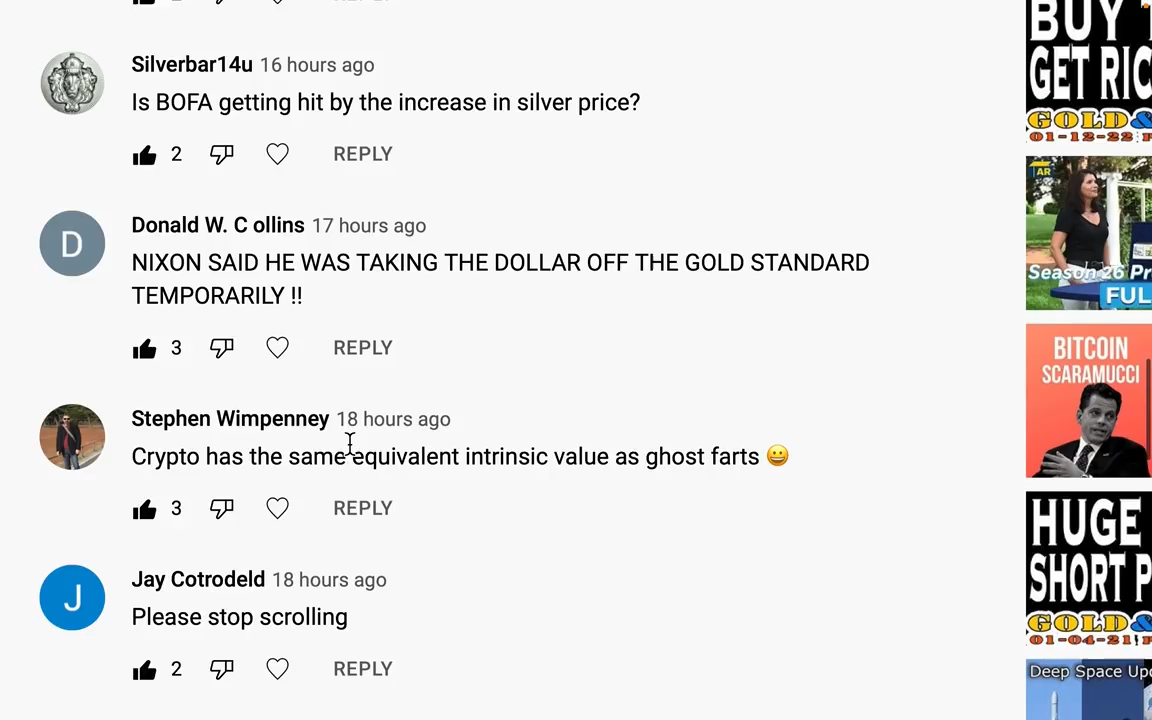 REPLY
Silverbar14u 16 hours ago
Is BOFA getting hit by the increase in silver price?
2 REPLY
Donald W. C ollins 17 hours ago
NIXON SAID HE WAS TAKING THE DOLLAR OFF THE GOLD STANDARD
TEMPORARILY !!
3 REPLY
Stephen Wimpenney 18 hours ago
Crypto has the same equivalent intrinsic value as ghost farts 😀
3 REPLY
Jay Cotrodeld 18 hours ago
Please stop scrolling
2 REPLY
D
J
BUY
GET RIC
GOLD&
01-12-22
AR
Season 26 Pr
FUL
BITCOIN
SCARAMUCCI
HUGE
SHORT P
GOLD&
01-04-21
Deep Space Upd